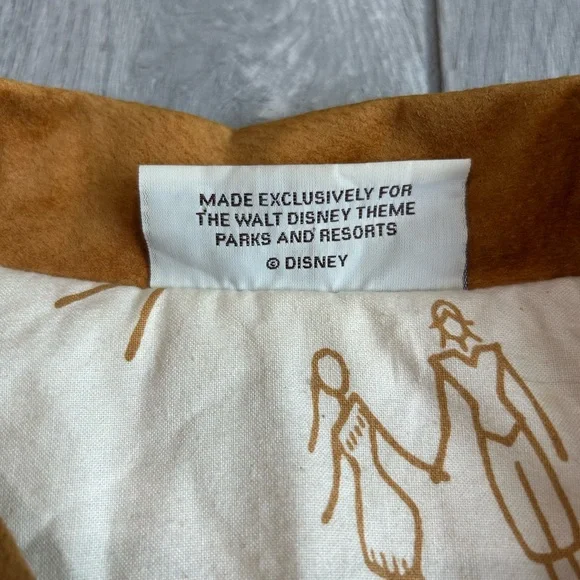 MADE EXCLUSIVELY FOR
THE WALT DISNEY THEME
PARKS AND RESORTS
© DISNEY